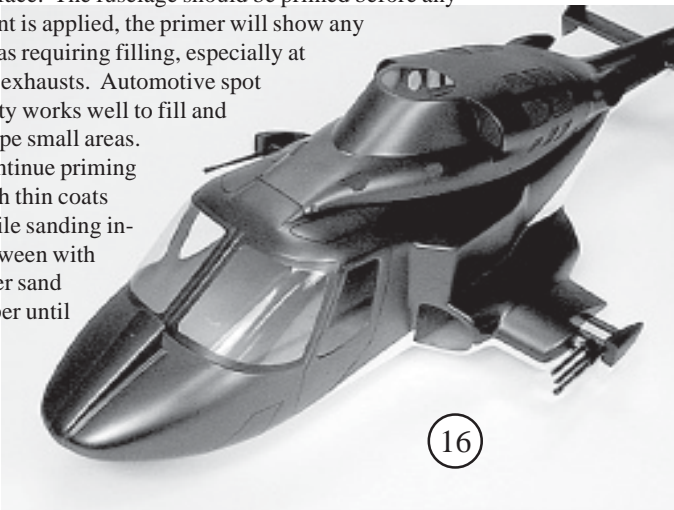 face. The fuselage should be primed before any
nt is applied, the primer will show any
as requiring filling, especially at
exhausts. Automotive spot
ty works well to fill and
pe small areas.
ntinue priming
h thin coats
ile sanding in-
ween with
er sand
per until
16